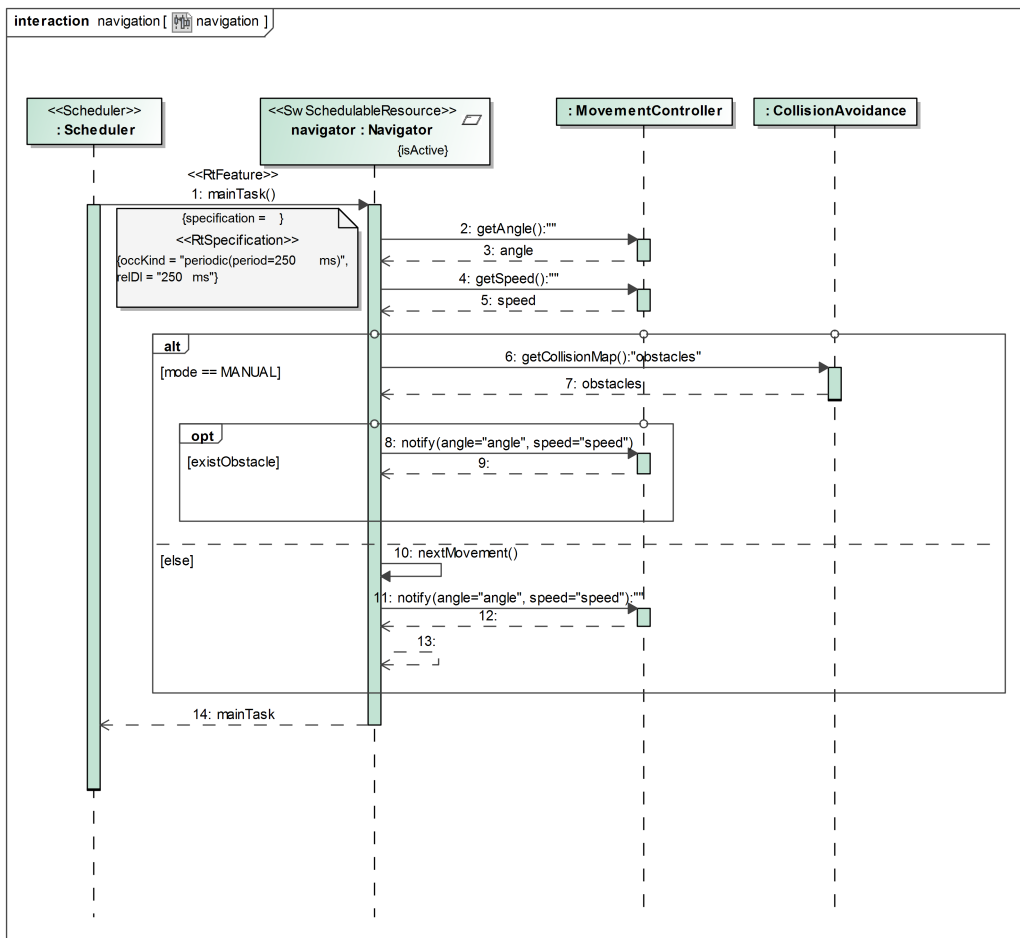 interaction navigation [ navigation ]
<<Scheduler>>
: Scheduler
<<SwSchedulableResource>>
navigator : Navigator
{isActive}
: MovementController
: CollisionAvoidance
<<RtFeature>>
1: mainTask()
{specification = }
<<RtSpecification>>
{occKind = "periodic(period=250 ms)",
relDl = "250 ms"}
2: getAngle():""
3: angle
4: getSpeed():""
5: speed
alt
[mode == MANUAL]
6: getCollisionMap():"obstacles"
7: obstacles
opt
[existObstacle]
8: notify(angle="angle", speed="speed")
9:
[else]
10: nextMovement()
11: notify(angle="angle", speed="speed"):""
12:
13:
14: mainTask